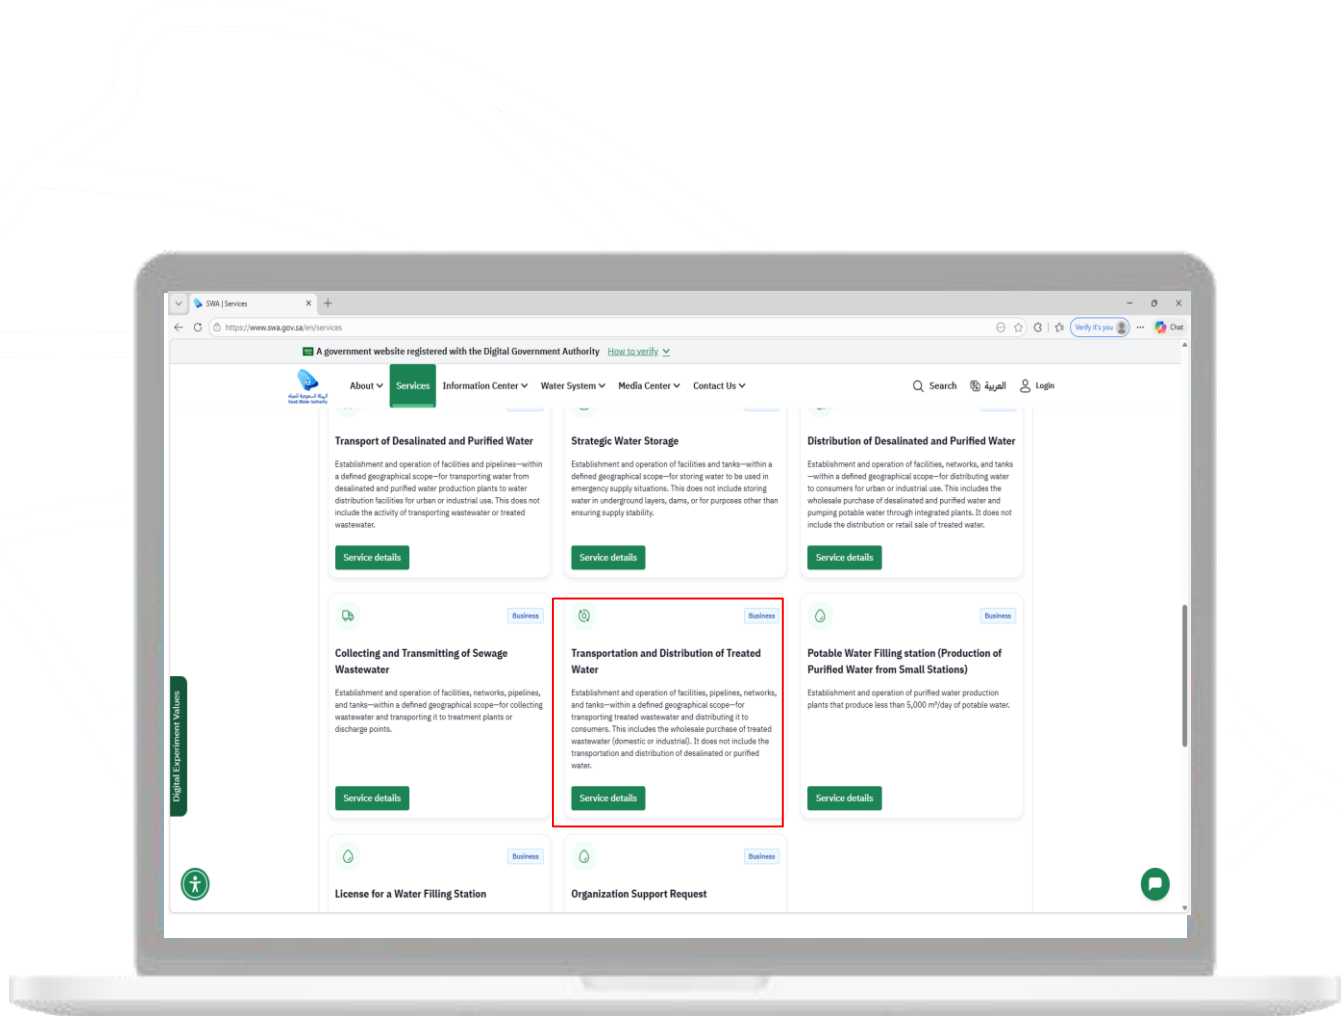 SWA | Services
https://www.swa.gov.sa/en/services
Verify it's you
Chat
A government website registered with the Digital Government Authority How to verify
الهيئة السعودية للمياه
Saudi Water Authority
About
Services
Information Center
Water System
Media Center
Contact Us
Search
العربية
Login
Transport of Desalinated and Purified Water
Establishment and operation of facilities and pipelines—within
a defined geographical scope—for transporting water from
desalinated and purified water production plants to water
distribution facilities for urban or industrial use. This does not
include the activity of transporting wastewater or treated
wastewater.
Service details
Strategic Water Storage
Establishment and operation of facilities and tanks—within a
defined geographical scope—for storing water to be used in
emergency supply situations. This does not include storing
water in underground layers, dams, or for purposes other than
ensuring supply stability.
Service details
Distribution of Desalinated and Purified Water
Establishment and operation of facilities, networks, and tanks
—within a defined geographical scope—for distributing water
to consumers for urban or industrial use. This includes the
wholesale purchase of desalinated and purified water and
pumping potable water through integrated plants. It does not
include the distribution or retail sale of treated water.
Service details
Business
Collecting and Transmitting of Sewage
Wastewater
Establishment and operation of facilities, networks, pipelines,
and tanks—within a defined geographical scope—for collecting
wastewater and transporting it to treatment plants or
discharge points.
Service details
Business
Transportation and Distribution of Treated
Water
Establishment and operation of facilities, pipelines, networks,
and tanks—within a defined geographical scope—for
transporting treated wastewater and distributing it to
consumers. This includes the wholesale purchase of treated
wastewater (domestic or industrial). It does not include the
transportation and distribution of desalinated or purified
water.
Service details
Business
Potable Water Filling station (Production of
Purified Water from Small Stations)
Establishment and operation of purified water production
plants that produce less than 5,000 m³/day of potable water.
Service details
Business
License for a Water Filling Station
Business
Organization Support Request
Digital Experiment Values